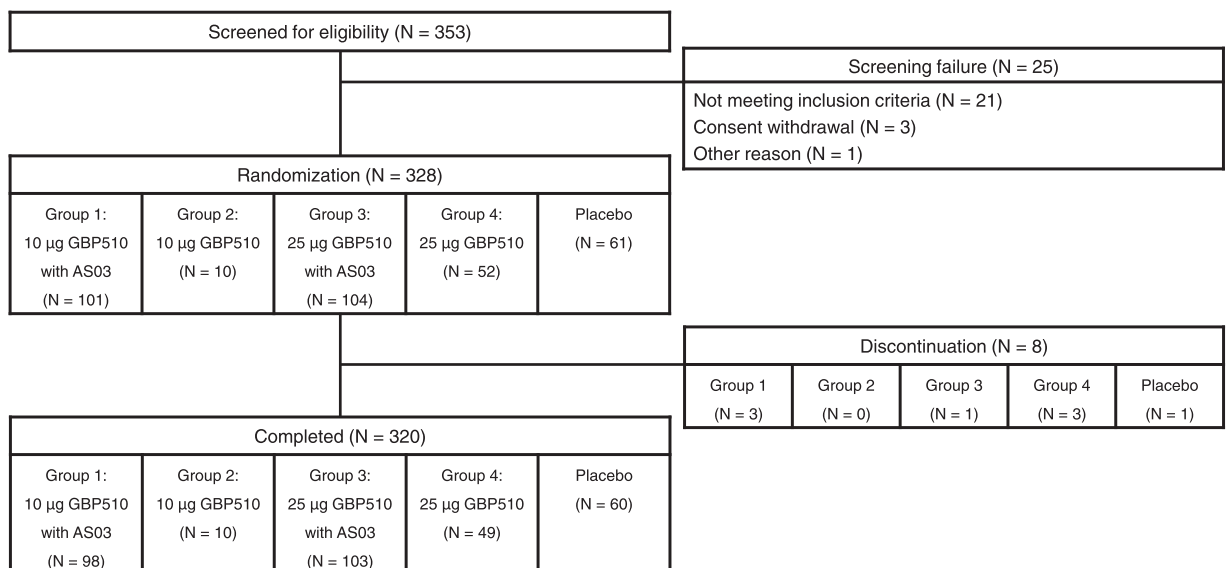 Screened for eligibility (N = 353)
Screening failure (N = 25)
Not meeting inclusion criteria (N = 21)
Consent withdrawal (N = 3)
Other reason (N = 1)
Randomization (N = 328)
Group 1:
10 µg GBP510
with AS03
(N = 101)
Group 2:
10 µg GBP510
(N = 10)
Group 3:
25 µg GBP510
with AS03
(N = 104)
Group 4:
25 µg GBP510
(N = 52)
Placebo
(N = 61)
Discontinuation (N = 8)
Group 1
(N = 3)
Group 2
(N = 0)
Group 3
(N = 1)
Group 4
(N = 3)
Placebo
(N = 1)
Completed (N = 320)
Group 1:
10 µg GBP510
with AS03
(N = 98)
Group 2:
10 µg GBP510
(N = 10)
Group 3:
25 µg GBP510
with AS03
(N = 103)
Group 4:
25 µg GBP510
(N = 49)
Placebo
(N = 60)